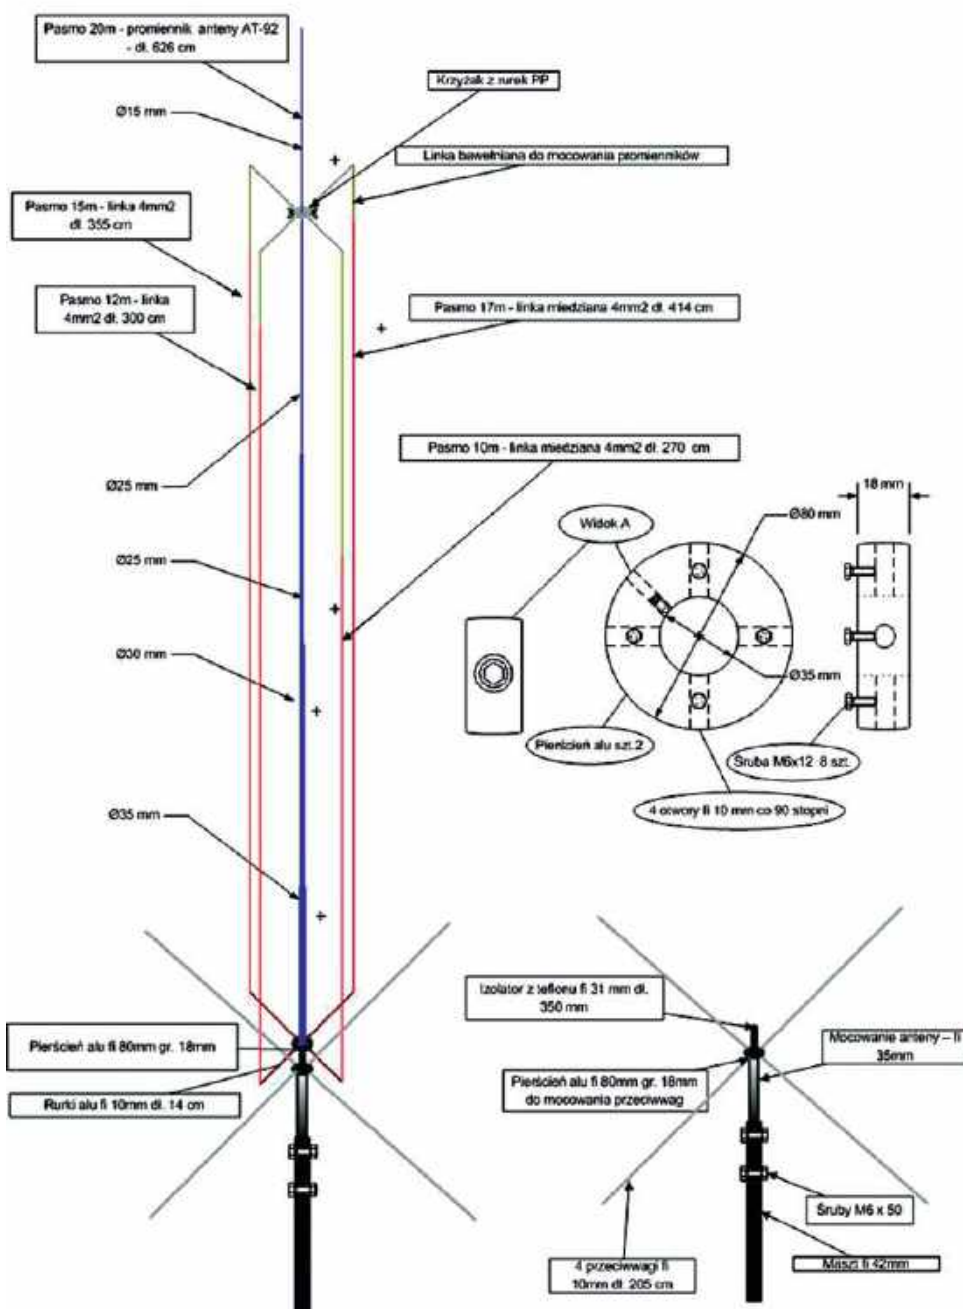 Pasmo 20m - promiennik anteny AT-92
- dł. 626 cm
Krzyżak z rurek PP
Ø15 mm
Linka bawełniana do mocowania promienników
Pasmo 15m - linka 4mm2
dł. 355 cm
Pasmo 12m - linka
4mm2 dł. 300 cm
Pasmo 17m - linka miedziana 4mm2 dł. 414 cm
Pasmo 10m - linka miedziana 4mm2 dł. 270 cm
Ø25 mm
18 mm
Ø80 mm
Widok A
Ø25 mm
Ø30 mm
Ø35 mm
Pierścień alu szt.2
Śruba M6x12 8 szt.
4 otwory fi 10 mm co 90 stopni
Ø35 mm
Izolator z teflonu fi 31 mm dł.
350 mm
Pierścień alu fi 80mm gr. 18mm
Mocowanie anteny – fi
35mm
Pierścień alu fi 80mm gr. 18mm
do mocowania przeciwwag
Rurki alu fi 10mm dł. 14 cm
Śruby M6 x 50
4 przeciwwagi fi
10mm dł. 205 cm
Maszt fi 42mm